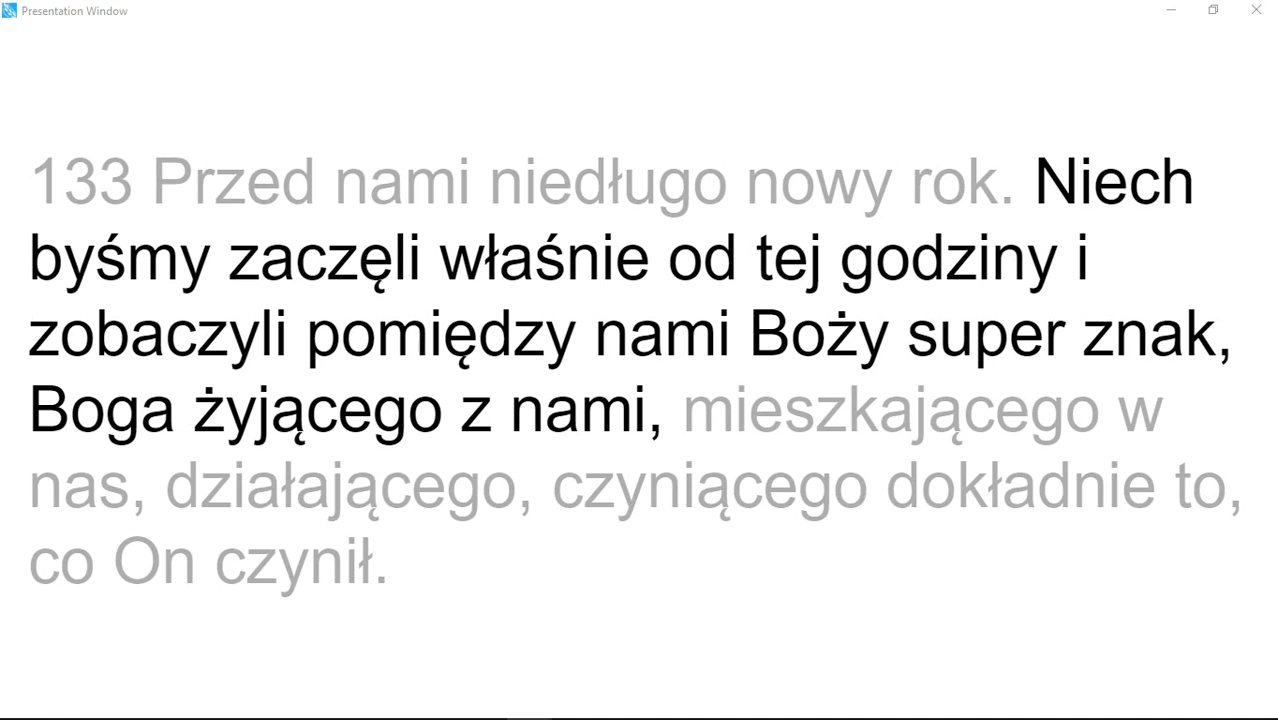 Presentation Window
133 Przed nami niedługo nowy rok. Niech
byśmy zaczęli właśnie od tej godziny i
zobaczyli pomiędzy nami Boży super znak,
Boga żyjącego z nami, mieszkającego w
nas, działającego, czyniącego dokładnie to,
co On czynił.